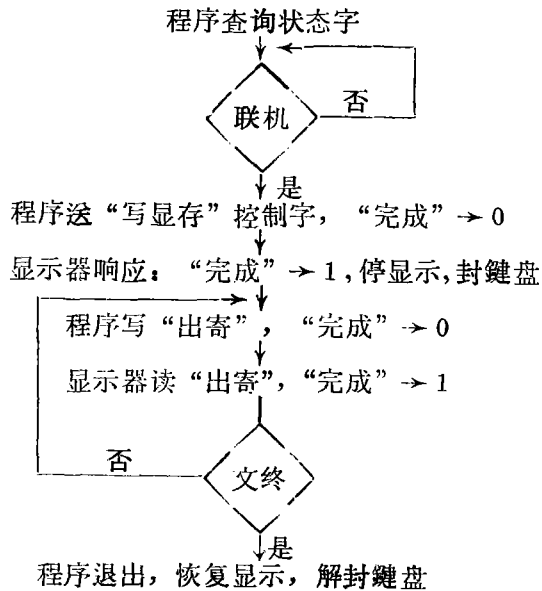 程序查询状态字
联机
否
是
程序送“写显存”控制字，“完成”→0
显示器响应：“完成”→1，停显示，封鍵盘
程序写“出寄”，“完成”→0
显示器读“出寄”，“完成”→1
否
文终
是
程序退出，恢复显示，解封鍵盘